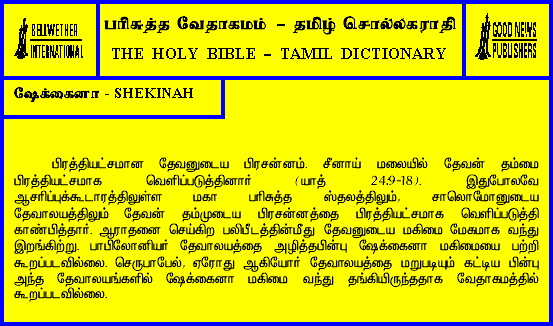 BELLWETHER
INTERNATIONAL
பரிசுத்த வேதாகமம் – தமிழ் சொல்லகராதி
THE HOLY BIBLE – TAMIL DICTIONARY
GOOD NEWS
PUBLISHERS
ஷேக்கைனா - SHEKINAH
பிரத்தியட்சமான தேவனுடைய பிரசன்னம். சீனாய் மலையில் தேவன் தம்மை
பிரத்தியட்சமாக வெளிப்படுத்தினார் (யாத் 24.9-18). இதுபோலவே
ஆசரிப்புக்கூடாரத்திலுள்ள மகா பரிசுத்த ஸ்தலத்திலும், சாலொமோனுடைய
தேவாலயத்திலும் தேவன் தம்முடைய பிரசன்னத்தை பிரத்தியட்சமாக வெளிப்படுத்தி
காண்பித்தார். ஆராதனை செய்கிற பலிபீடத்தின்மீது தேவனுடைய மகிமை மேகமாக வந்து
இறங்கிற்று. பாபிலோனியர் தேவாலயத்தை அழித்தபின்பு ஷேக்கைனா மகிமையை பற்றி
கூறப்படவில்லை. செருபாபேல், ஏரோது ஆகியோர் தேவாலயத்தை மறுபடியும் கட்டிய பின்பு
அந்த தேவாலயங்களில் ஷேக்கைனா மகிமை வந்து தங்கியிருந்ததாக வேதாகமத்தில்
கூறப்படவில்லை.